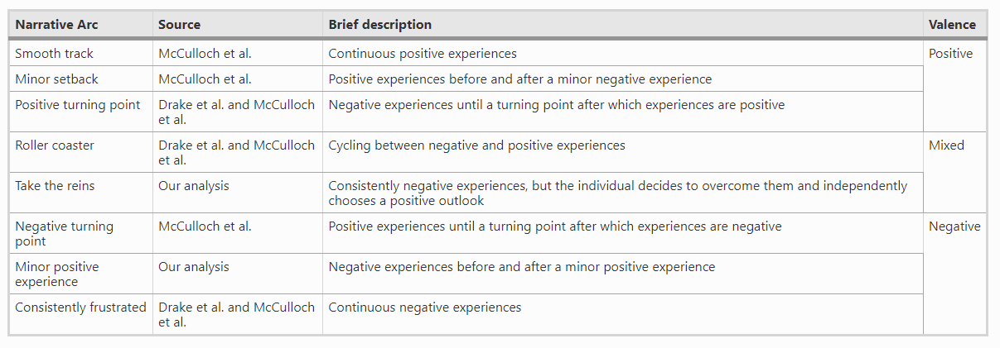 Narrative Arc Source Brief description Valence
Smooth track McCulloch et al. Continuous positive experiences Positive
Minor setback McCulloch et al. Positive experiences before and after a minor negative experience
Positive turning point Drake et al. and McCulloch Negative experiences until a turning point after which experiences are positive
et al.
Roller coaster Drake et al. and McCulloch Cycling between negative and positive experiences Mixed
et al.
Take the reins Our analysis Consistently negative experiences, but the individual decides to overcome them and independently
chooses a positive outlook
Negative turning McCulloch et al. Positive experiences until a turning point after which experiences are negative Negative
point
Minor positive Our analysis Negative experiences before and after a minor positive experience
experience
Consistently frustrated Drake et al. and McCulloch Continuous negative experiences
et al.